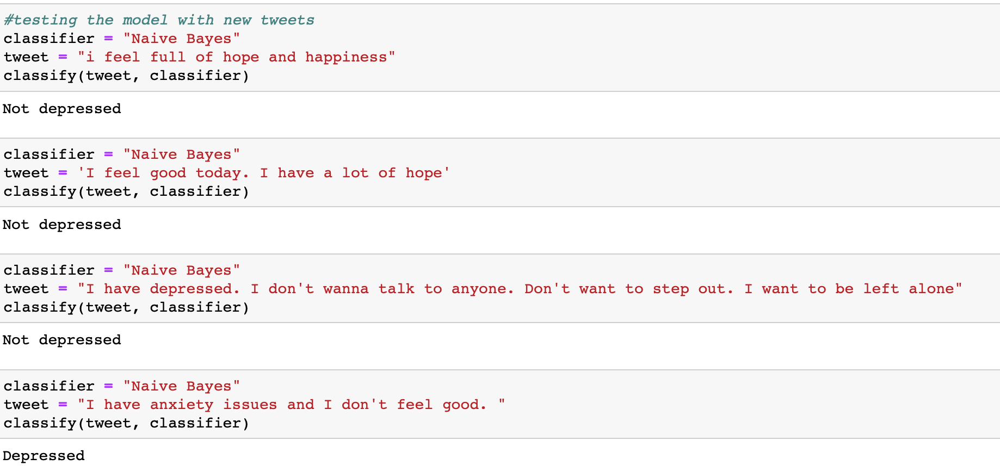 #testing the model with new tweets
classifier = "Naive Bayes"
tweet = "i feel full of hope and happiness"
classify(tweet, classifier)
Not depressed
classifier = "Naive Bayes"
tweet = 'I feel good today. I have a lot of hope'
classify(tweet, classifier)
Not depressed
classifier = "Naive Bayes"
tweet = "I have depressed. I don't wanna talk to anyone. Don't want to step out. I want to be left alone"
classify(tweet, classifier)
Not depressed
classifier = "Naive Bayes"
tweet = "I have anxiety issues and I don't feel good. "
classify(tweet, classifier)
Depressed